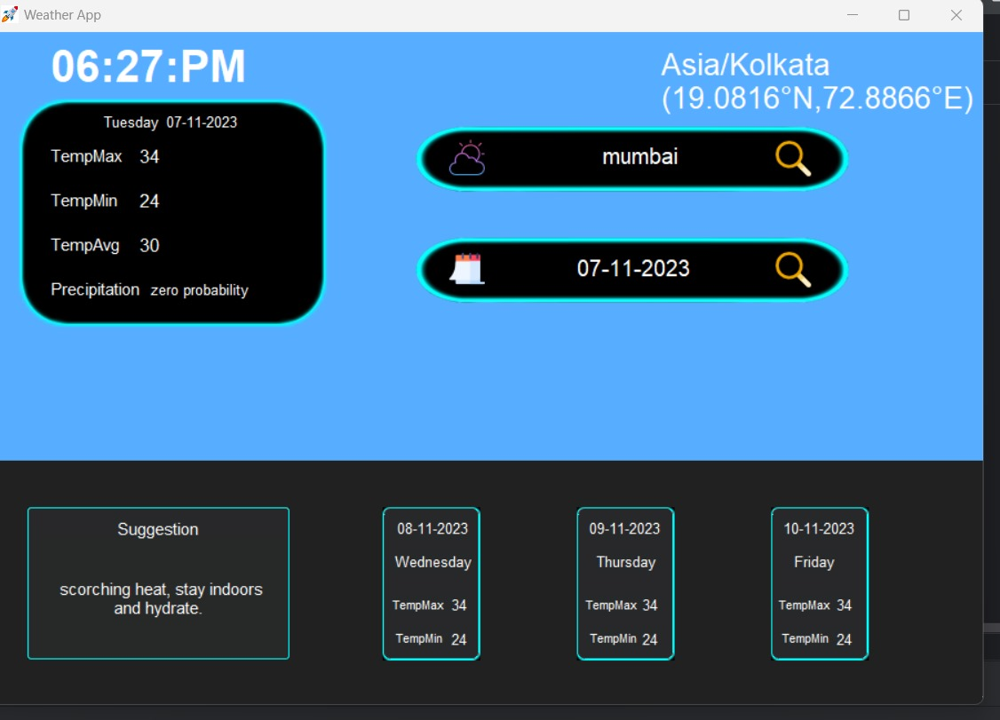 Weather App
06:27:PM
Asia/Kolkata
(19.0816°N,72.8866°E)
Tuesday 07-11-2023
TempMax 34
TempMin 24
TempAvg 30
Precipitation zero probability
mumbai
07-11-2023
Suggestion
scorching heat, stay indoors
and hydrate.
08-11-2023
Wednesday
TempMax 34
TempMin 24
09-11-2023
Thursday
TempMax 34
TempMin 24
10-11-2023
Friday
TempMax 34
TempMin 24